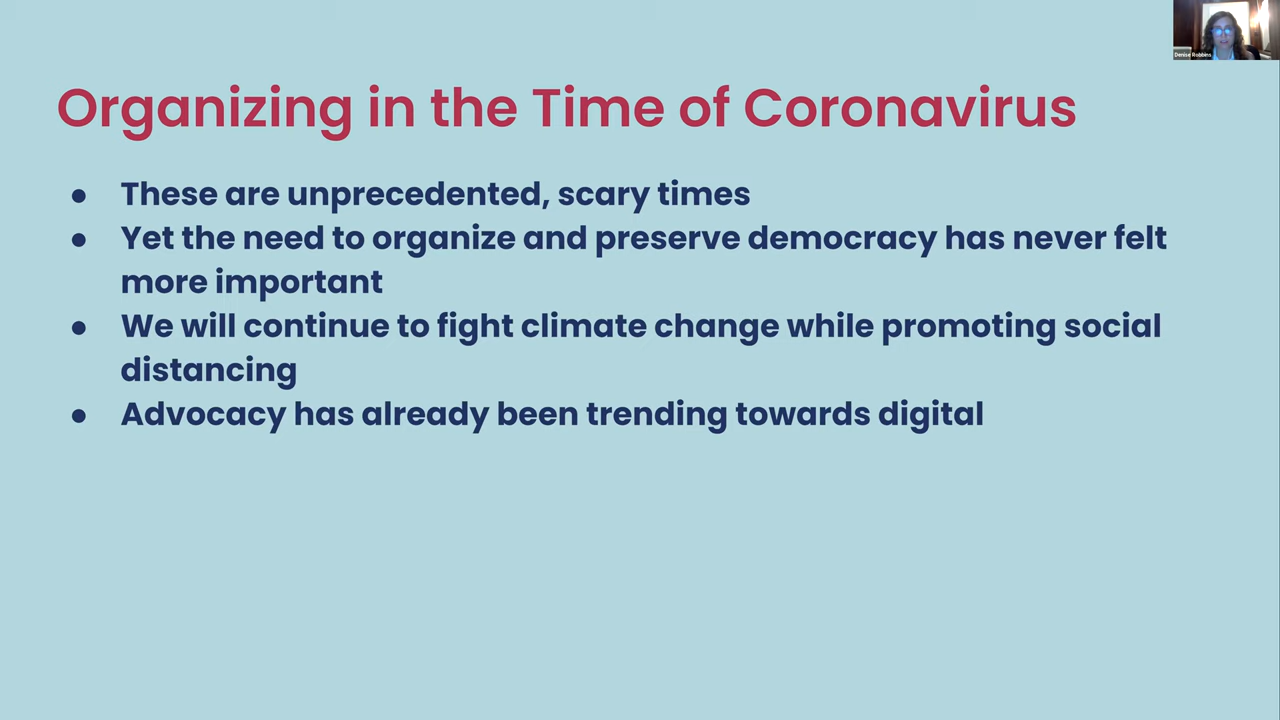 Denise Robbins
Organizing in the Time of Coronavirus
● These are unprecedented, scary times
● Yet the need to organize and preserve democracy has never felt
more important
● We will continue to fight climate change while promoting social
distancing
● Advocacy has already been trending towards digital